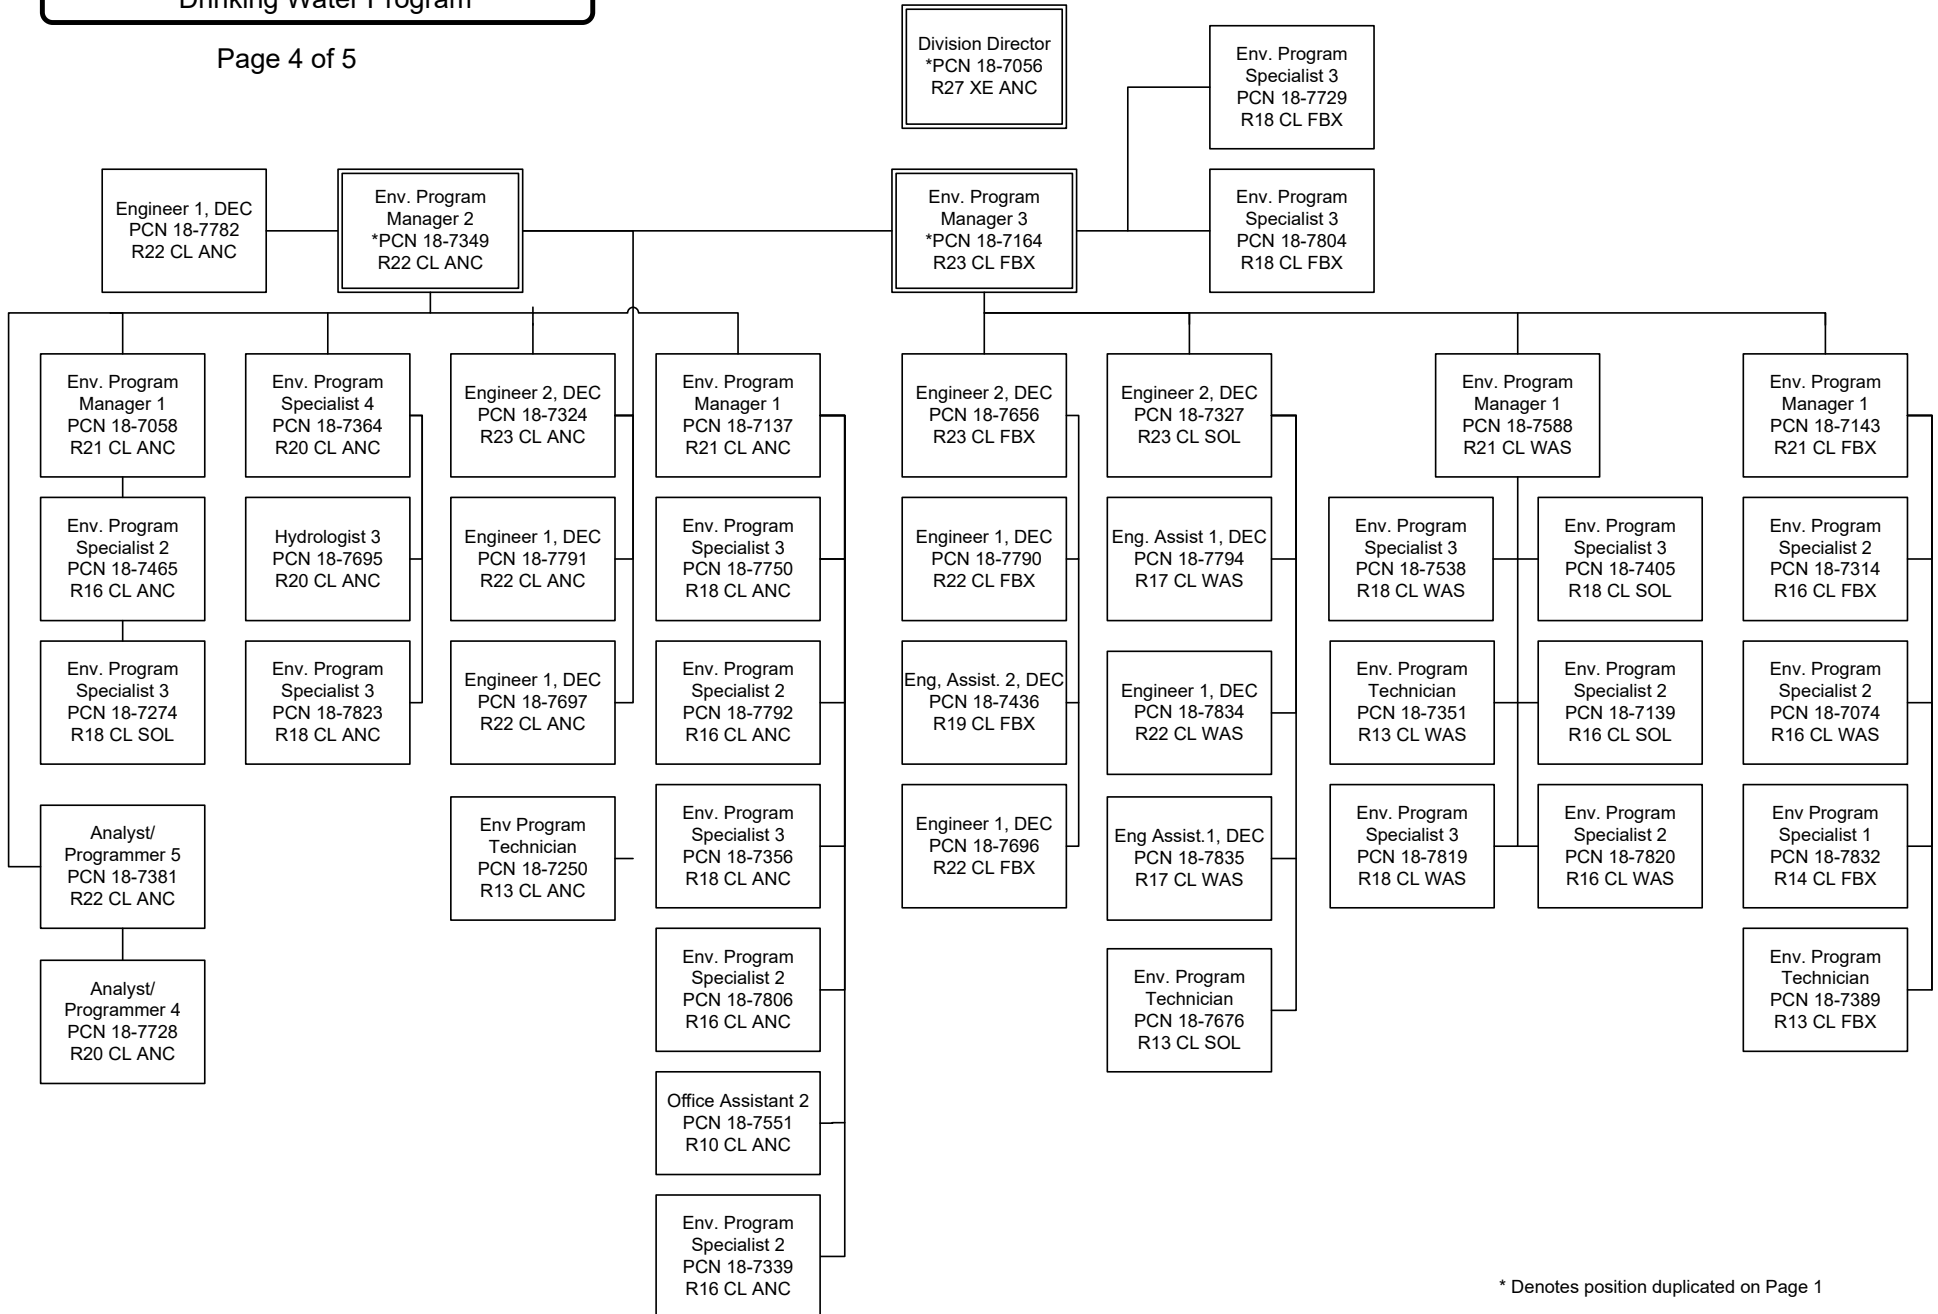 Drinking Water Program
Page 4 of 5
Division Director
*PCN 18-7056
R27 XE ANC
Env. Program
Specialist 3
PCN 18-7729
R18 CL FBX
Engineer 1, DEC
PCN 18-7782
R22 CL ANC
Env. Program
Manager 2
*PCN 18-7349
R22 CL ANC
Env. Program
Manager 3
*PCN 18-7164
R23 CL FBX
Env. Program
Specialist 3
PCN 18-7804
R18 CL FBX
Env. Program
Manager 1
PCN 18-7058
R21 CL ANC
Env. Program
Specialist 4
PCN 18-7364
R20 CL ANC
Engineer 2, DEC
PCN 18-7324
R23 CL ANC
Env. Program
Manager 1
PCN 18-7137
R21 CL ANC
Engineer 2, DEC
PCN 18-7656
R23 CL FBX
Engineer 2, DEC
PCN 18-7327
R23 CL SOL
Env. Program
Manager 1
PCN 18-7588
R21 CL WAS
Env. Program
Manager 1
PCN 18-7143
R21 CL FBX
Env. Program
Specialist 2
PCN 18-7465
R16 CL ANC
Hydrologist 3
PCN 18-7695
R20 CL ANC
Engineer 1, DEC
PCN 18-7791
R22 CL ANC
Env. Program
Specialist 3
PCN 18-7750
R18 CL ANC
Engineer 1, DEC
PCN 18-7790
R22 CL FBX
Eng. Assist 1, DEC
PCN 18-7794
R17 CL WAS
Env. Program
Specialist 3
PCN 18-7538
R18 CL WAS
Env. Program
Specialist 3
PCN 18-7405
R18 CL SOL
Env. Program
Specialist 2
PCN 18-7314
R16 CL FBX
Env. Program
Specialist 3
PCN 18-7274
R18 CL SOL
Env. Program
Specialist 3
PCN 18-7823
R18 CL ANC
Engineer 1, DEC
PCN 18-7697
R22 CL ANC
Env. Program
Specialist 2
PCN 18-7792
R16 CL ANC
Eng, Assist. 2, DEC
PCN 18-7436
R19 CL FBX
Engineer 1, DEC
PCN 18-7834
R22 CL WAS
Env. Program
Technician
PCN 18-7351
R13 CL WAS
Env. Program
Specialist 2
PCN 18-7139
R16 CL SOL
Env. Program
Specialist 2
PCN 18-7074
R16 CL WAS
Analyst/
Programmer 5
PCN 18-7381
R22 CL ANC
Env Program
Technician
PCN 18-7250
R13 CL ANC
Env. Program
Specialist 3
PCN 18-7356
R18 CL ANC
Engineer 1, DEC
PCN 18-7696
R22 CL FBX
Eng Assist.1, DEC
PCN 18-7835
R17 CL WAS
Env. Program
Specialist 3
PCN 18-7819
R18 CL WAS
Env. Program
Specialist 2
PCN 18-7820
R16 CL WAS
Env Program
Specialist 1
PCN 18-7832
R14 CL FBX
Analyst/
Programmer 4
PCN 18-7728
R20 CL ANC
Env. Program
Specialist 2
PCN 18-7806
R16 CL ANC
Env. Program
Technician
PCN 18-7676
R13 CL SOL
Env. Program
Technician
PCN 18-7389
R13 CL FBX
Office Assistant 2
PCN 18-7551
R10 CL ANC
Env. Program
Specialist 2
PCN 18-7339
R16 CL ANC
* Denotes position duplicated on Page 1